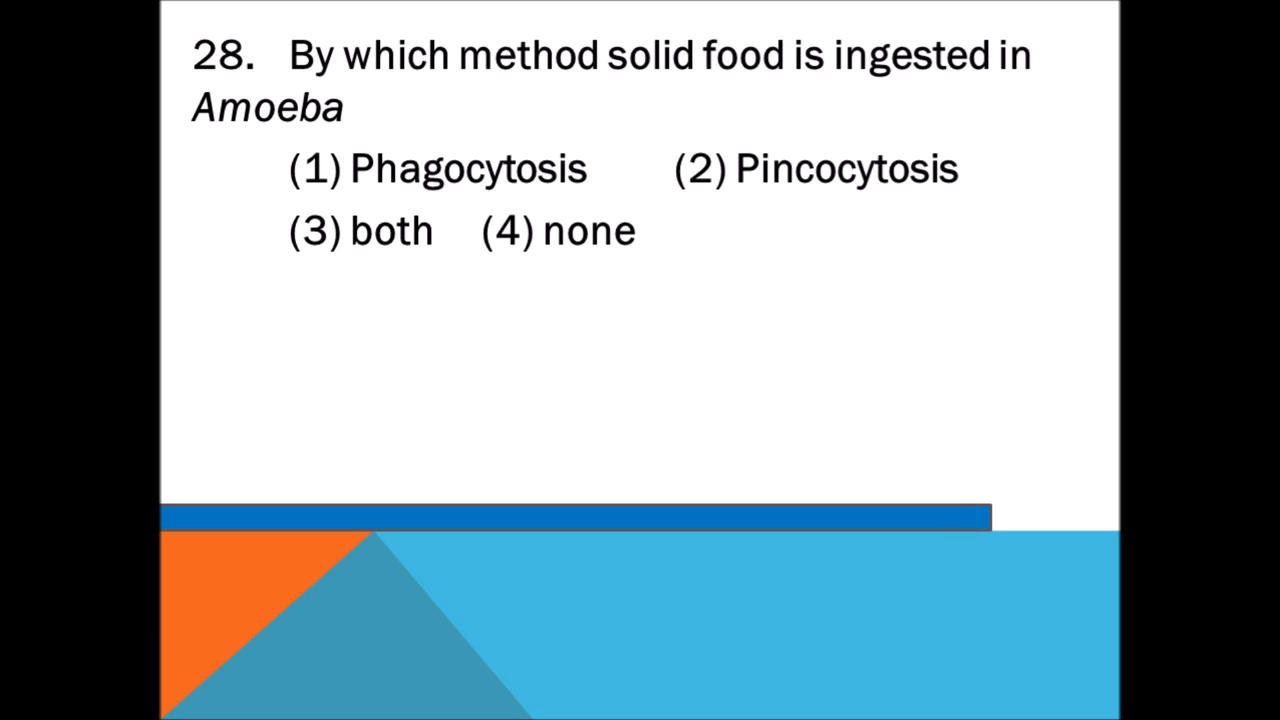 28. By which method solid food is ingested in
Amoeba
(1) Phagocytosis (2) Pincocytosis
(3) both (4) none